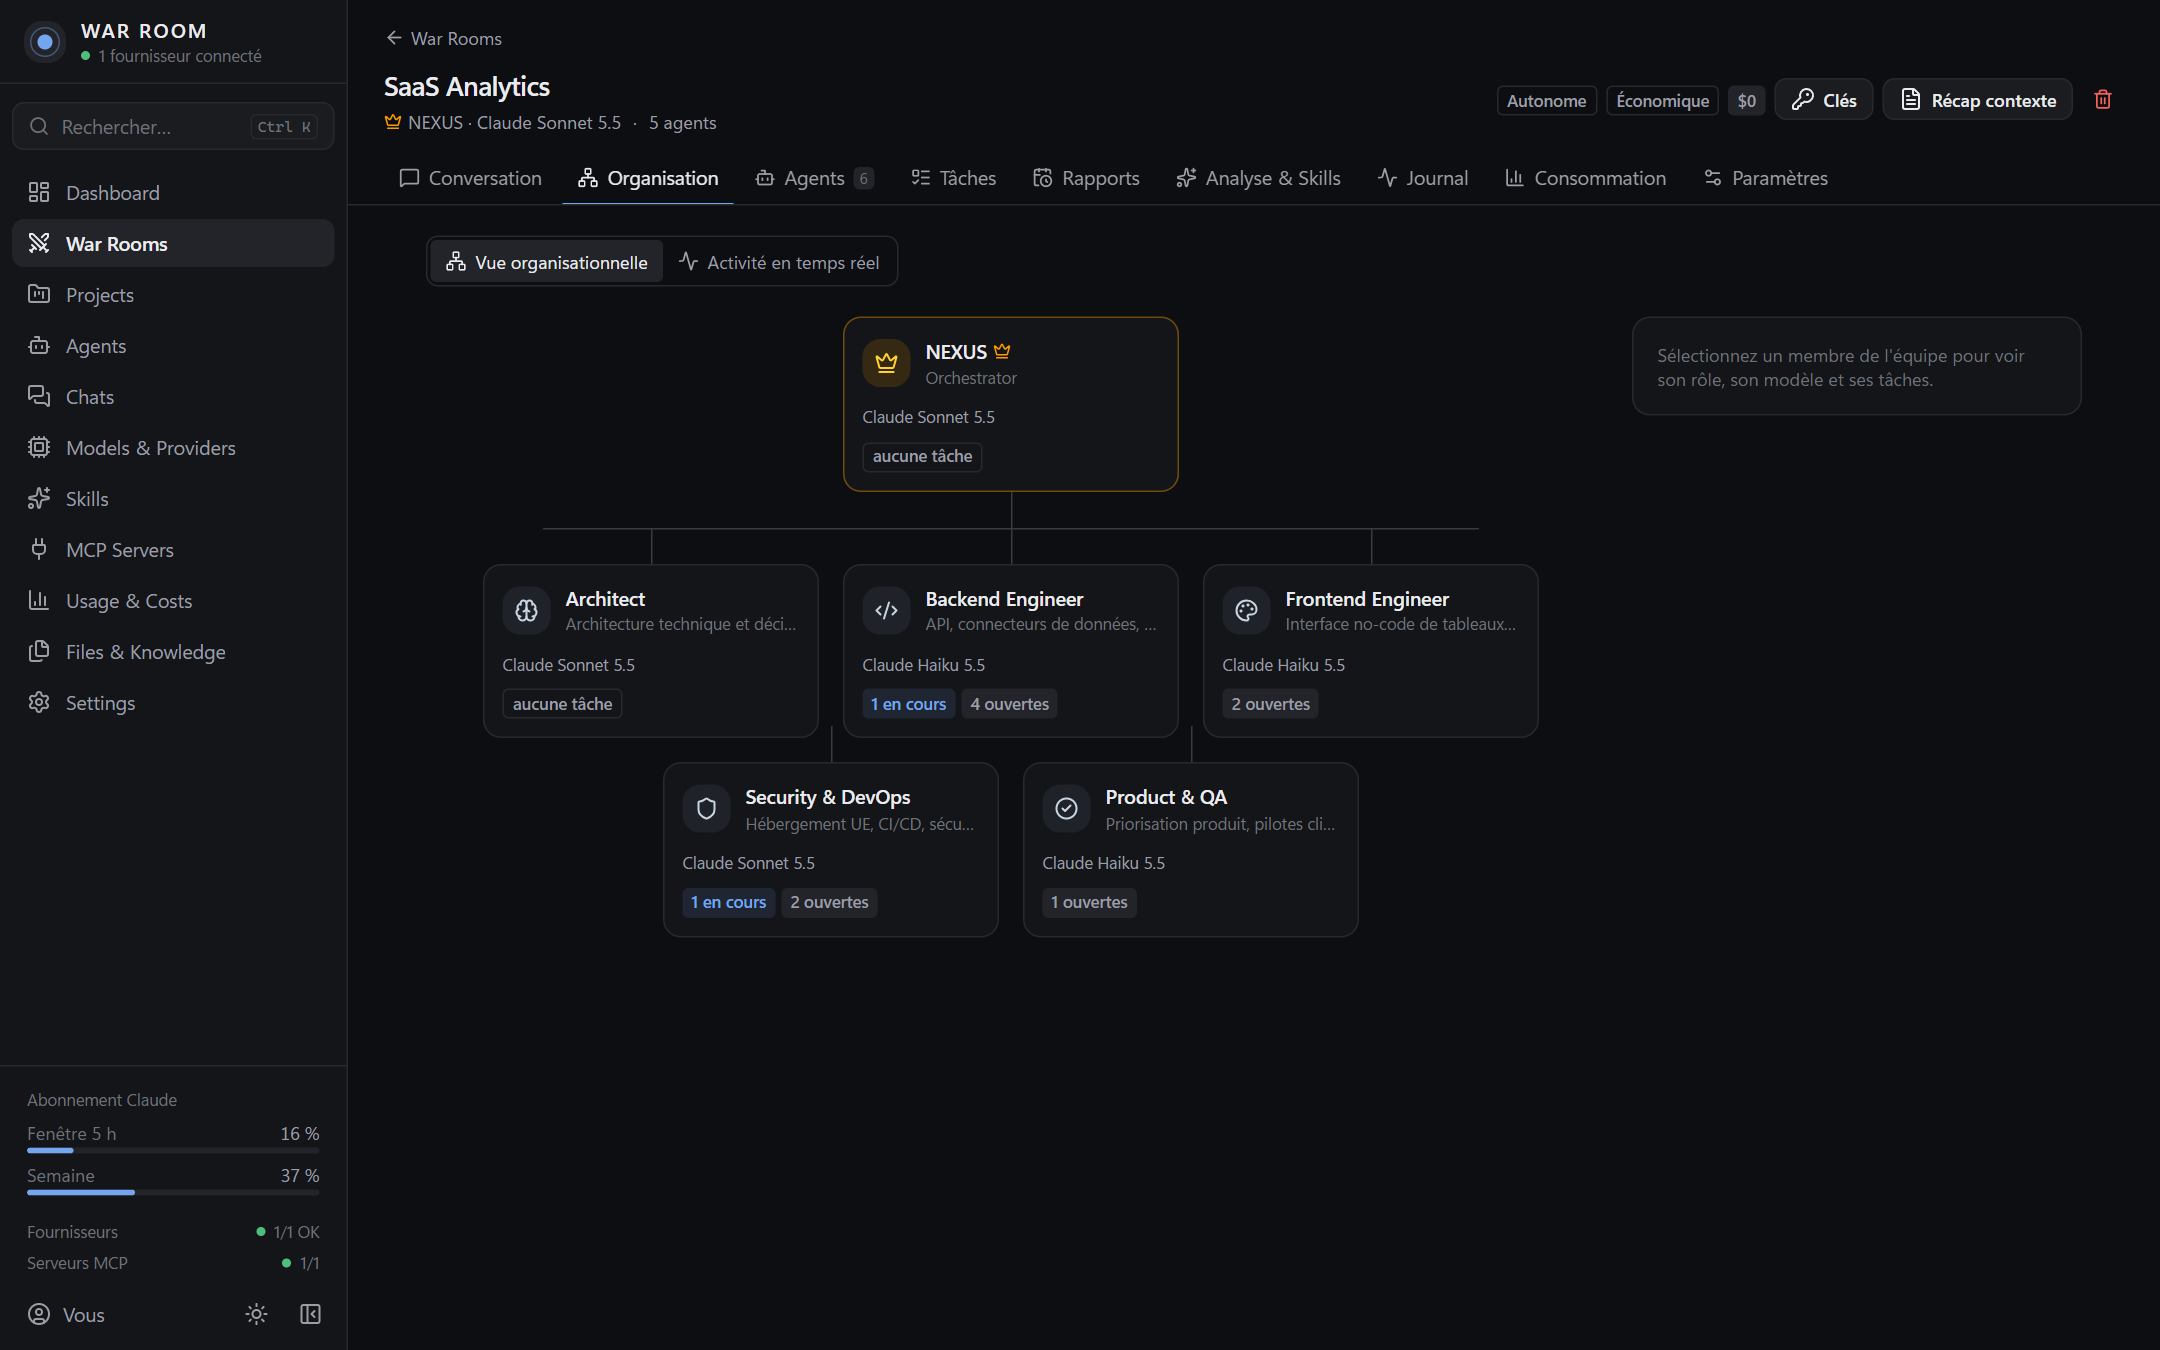 WAR ROOM
1 fournisseur connecté
Rechercher...
Ctrl K
Dashboard
War Rooms
Projects
Agents
Chats
Models & Providers
Skills
MCP Servers
Usage & Costs
Files & Knowledge
Settings
Abonnement Claude
Fenêtre 5 h 16 %
Semaine 37 %
Fournisseurs 1/1 OK
Serveurs MCP 1/1
Vous
War Rooms
SaaS Analytics
NEXUS · Claude Sonnet 5.5 · 5 agents
Autonome
Économique
$0
Clés
Récap contexte
Conversation
Organisation
Agents 6
Tâches
Rapports
Analyse & Skills
Journal
Consommation
Paramètres
Vue organisationnelle
Activité en temps réel
NEXUS
Orchestrator
Claude Sonnet 5.5
aucune tâche
Sélectionnez un membre de l'équipe pour voir
son rôle, son modèle et ses tâches.
Architect
Architecture technique et déci...
Claude Sonnet 5.5
aucune tâche
Backend Engineer
API, connecteurs de données, ...
Claude Haiku 5.5
1 en cours 4 ouvertes
Frontend Engineer
Interface no-code de tableaux...
Claude Haiku 5.5
2 ouvertes
Security & DevOps
Hébergement UE, CI/CD, sécu...
Claude Sonnet 5.5
1 en cours 2 ouvertes
Product & QA
Priorisation produit, pilotes cli...
Claude Haiku 5.5
1 ouvertes